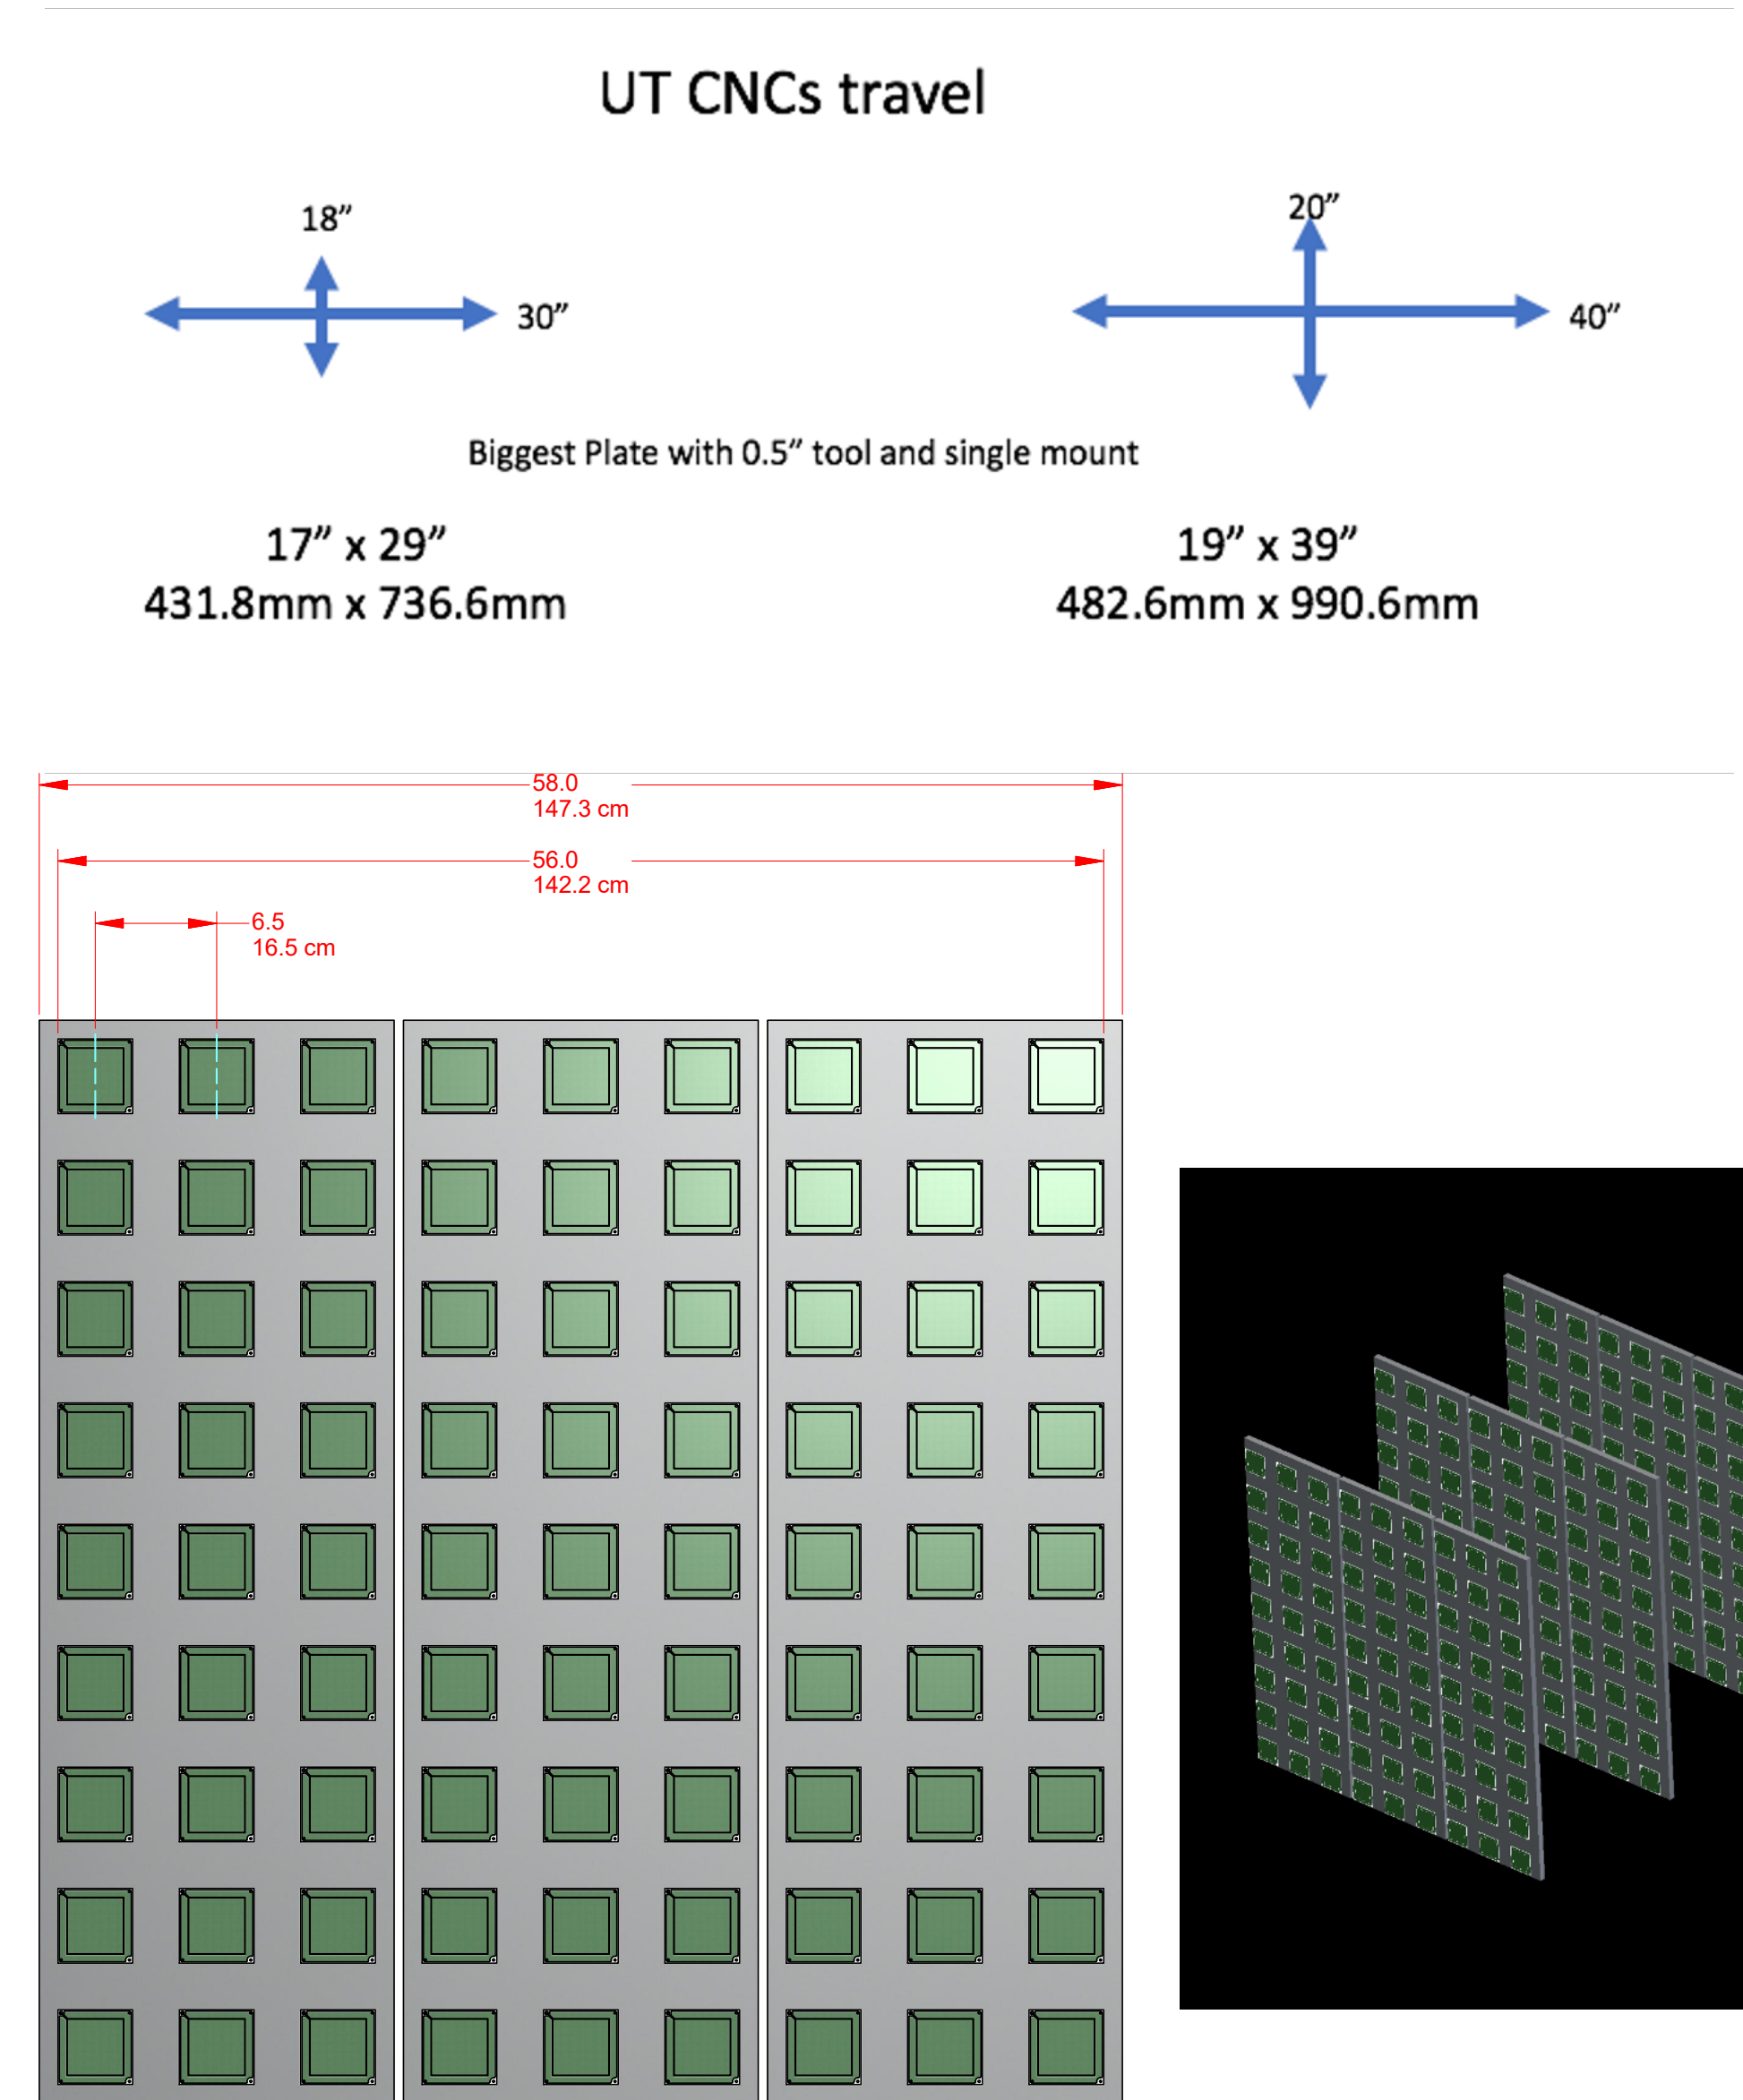 UT CNCs travel
18”
30”
20”
40”
Biggest Plate with 0.5” tool and single mount
17” x 29”
431.8mm x 736.6mm
19” x 39”
482.6mm x 990.6mm
58.0
147.3 cm
56.0
142.2 cm
6.5
16.5 cm